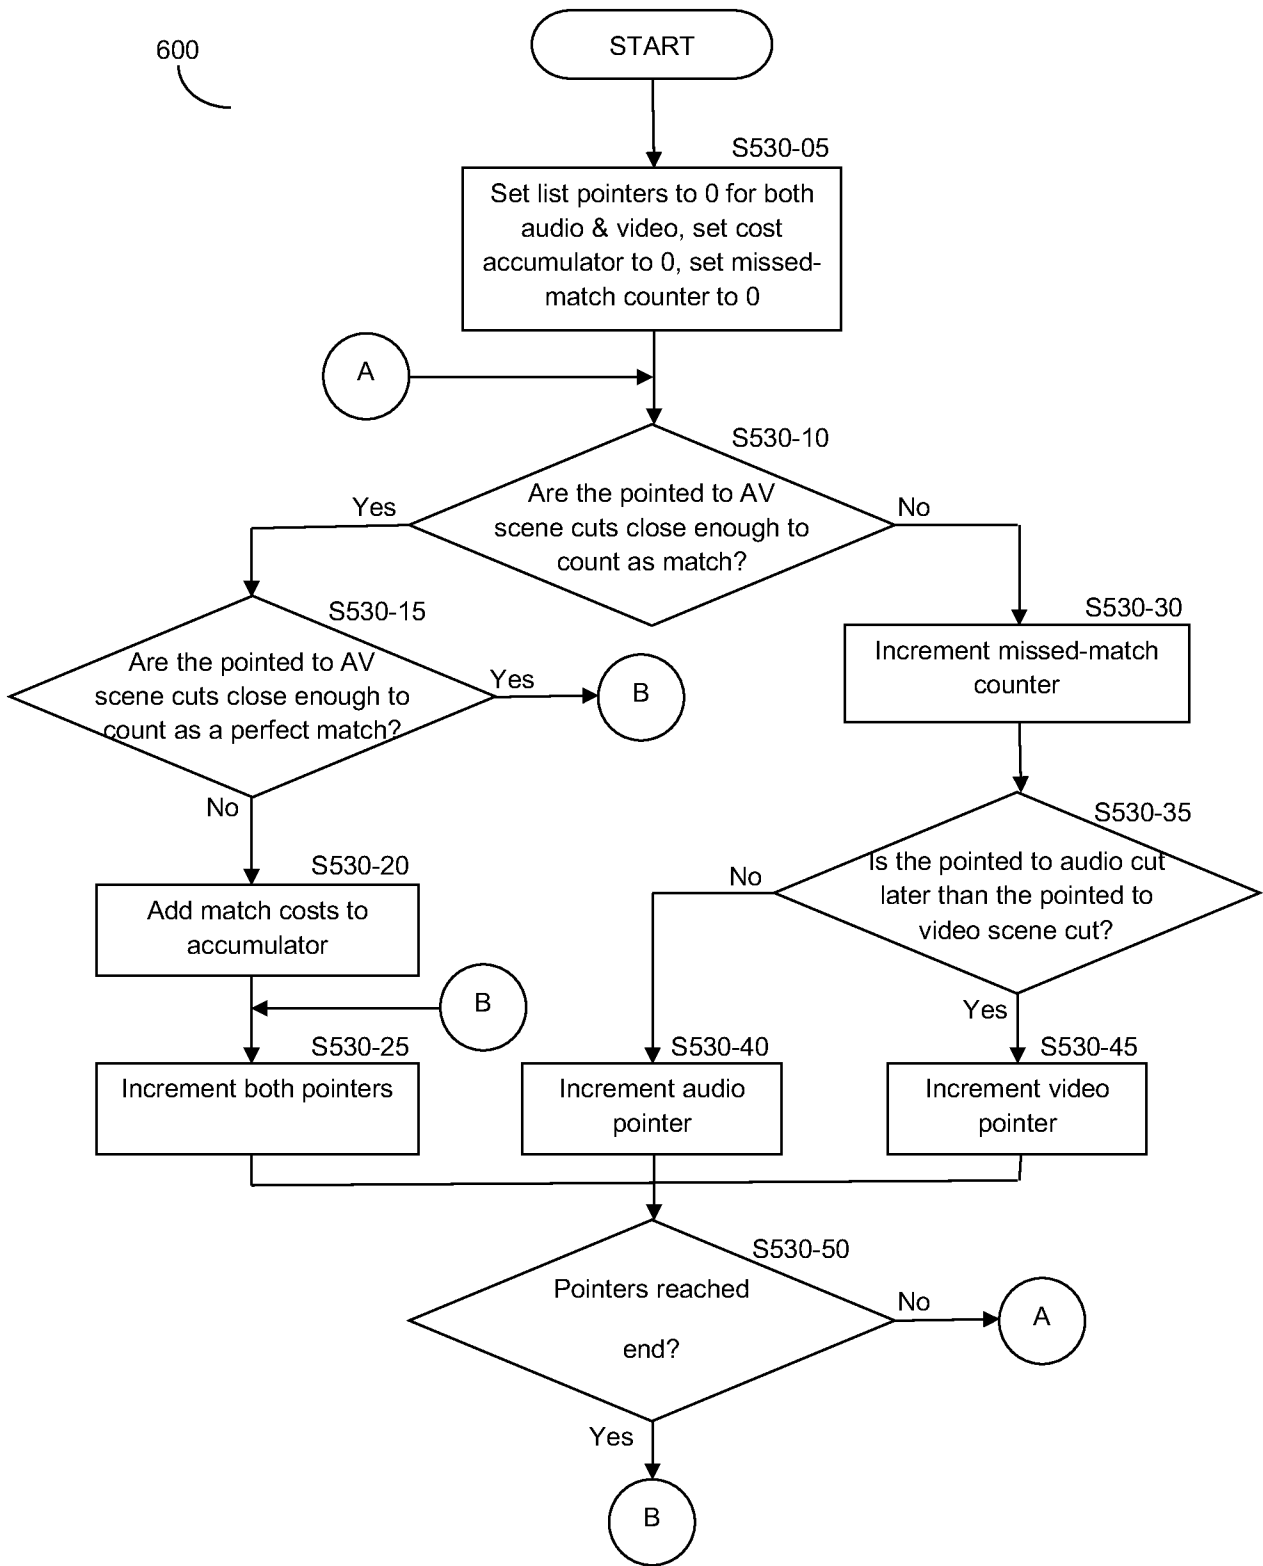 600
START
S530-05
Set list pointers to 0 for both
audio & video, set cost
accumulator to 0, set missed-
match counter to 0
A
S530-10
Are the pointed to AV
scene cuts close enough to
count as match?
Yes
No
S530-15
Are the pointed to AV
scene cuts close enough to
count as a perfect match?
Yes
B
No
S530-30
Increment missed-match
counter
S530-35
Is the pointed to audio cut
later than the pointed to
video scene cut?
No
Yes
S530-20
Add match costs to
accumulator
B
S530-25
Increment both pointers
S530-40
Increment audio
pointer
S530-45
Increment video
pointer
S530-50
Pointers reached
end?
No
A
Yes
B